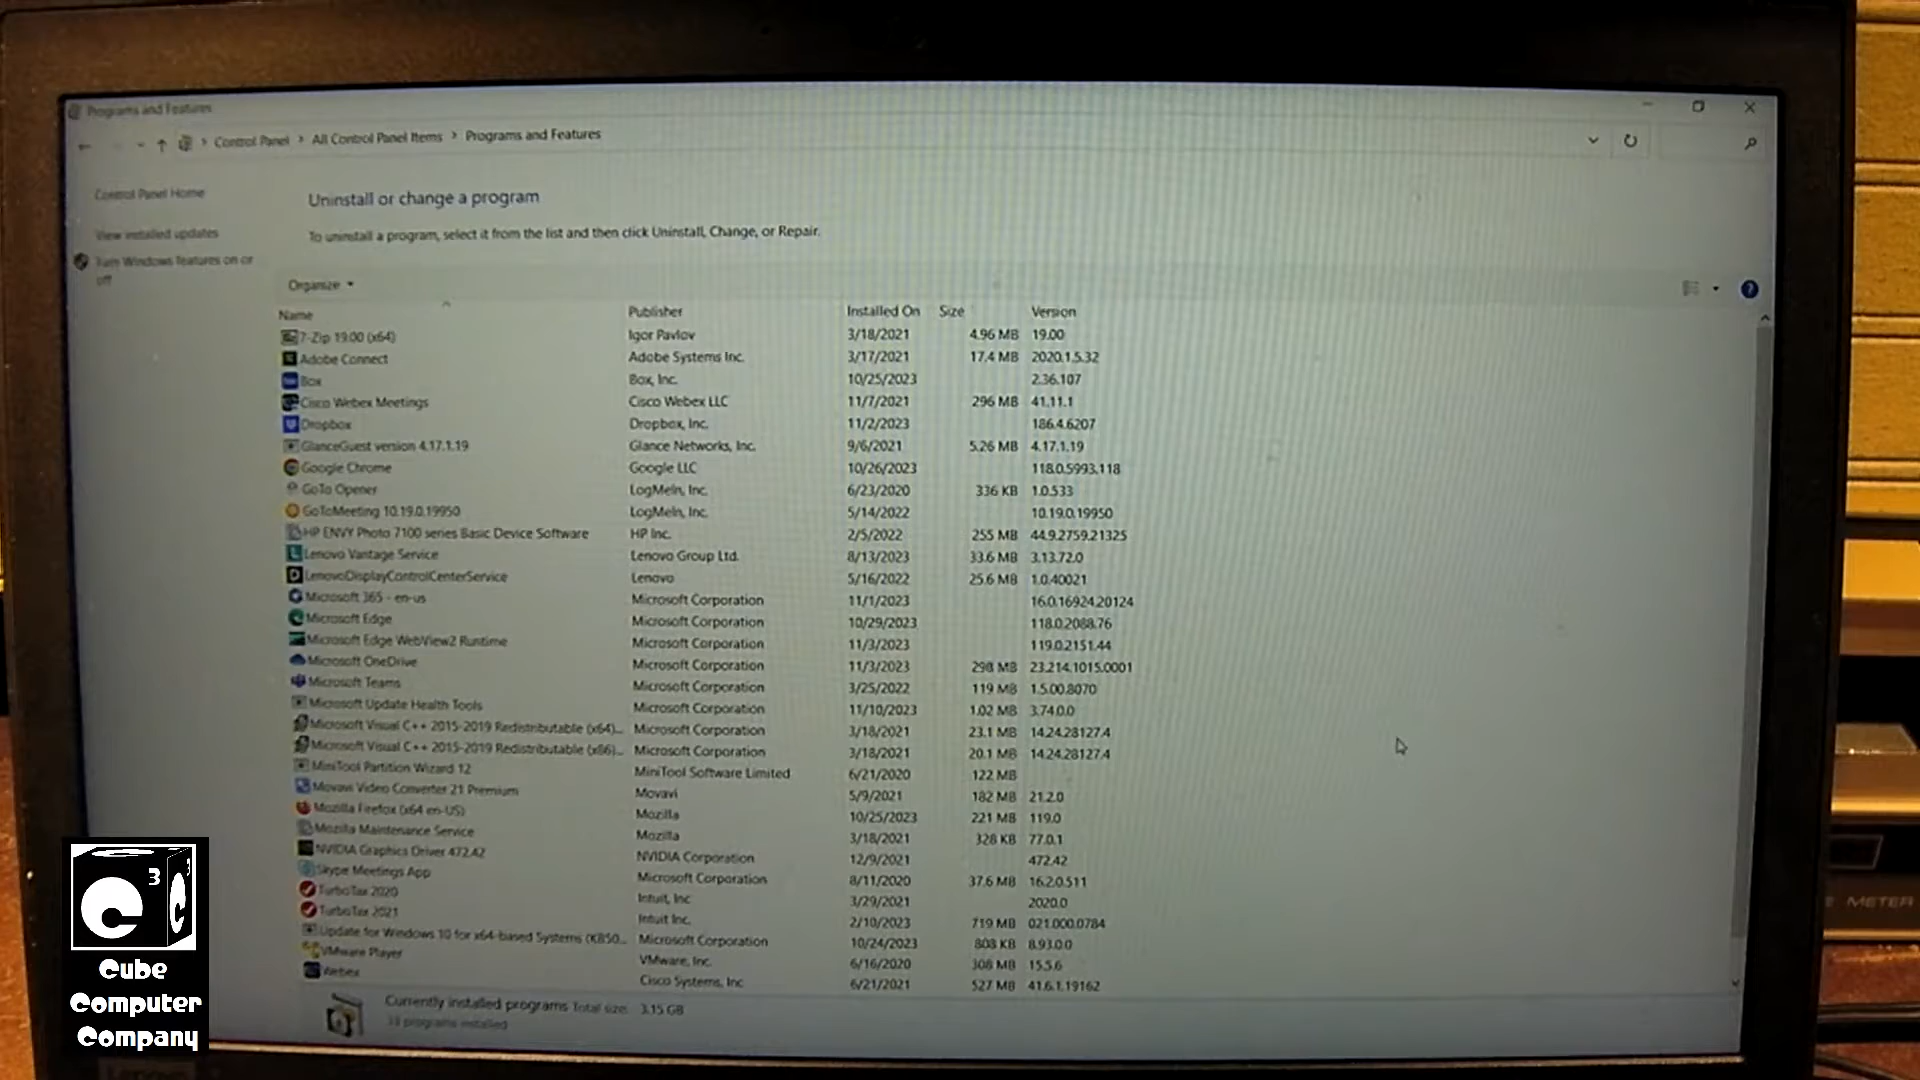 Programs and Features
Control Panel > All Control Panel Items > Programs and Features
Control Panel Home
View installed updates
Turn Windows features on or off
Uninstall or change a program
To uninstall a program, select it from the list and then click Uninstall, Change, or Repair.
Organize
Name Publisher Installed On Size Version
7-Zip 19.00 (x64) Igor Pavlov 3/18/2021 4.96 MB 19.00
Adobe Connect Adobe Systems Inc. 3/17/2021 17.4 MB 2020.1.5.32
Box Box, Inc. 10/25/2023 2.36.107
Cisco Webex Meetings Cisco Webex LLC 11/7/2021 296 MB 41.11.1
Dropbox Dropbox, Inc. 11/2/2023 186.4.6207
GlanceGuest version 4.17.1.19 Glance Networks, Inc. 9/6/2021 5.26 MB 4.17.1.19
Google Chrome Google LLC 10/26/2023 118.0.5993.118
GoTo Opener LogMeIn, Inc. 6/23/2020 336 KB 1.0.533
GoToMeeting 10.19.0.19950 LogMeIn, Inc. 5/14/2022 10.19.0.19950
HP ENVY Photo 7100 series Basic Device Software HP Inc. 2/5/2022 255 MB 44.9.2759.21325
Lenovo Vantage Service Lenovo Group Ltd. 8/13/2023 33.6 MB 3.13.72.0
LenovoDisplayControlCenterService Lenovo 5/16/2022 25.6 MB 1.0.40021
Microsoft 365 - en-us Microsoft Corporation 11/1/2023 16.0.16924.20124
Microsoft Edge Microsoft Corporation 10/29/2023 118.0.2088.76
Microsoft Edge WebView2 Runtime Microsoft Corporation 11/3/2023 119.0.2151.44
Microsoft OneDrive Microsoft Corporation 11/3/2023 298 MB 23.214.1015.0001
Microsoft Teams Microsoft Corporation 3/25/2022 119 MB 1.5.00.8070
Microsoft Update Health Tools Microsoft Corporation 11/10/2023 1.02 MB 3.74.0.0
Microsoft Visual C++ 2015-2019 Redistributable (x64)... Microsoft Corporation 3/18/2021 23.1 MB 14.24.28127.4
Microsoft Visual C++ 2015-2019 Redistributable (x86)... Microsoft Corporation 3/18/2021 20.1 MB 14.24.28127.4
MiniTool Partition Wizard 12 MiniTool Software Limited 6/21/2020 122 MB
Movavi Video Converter 21 Premium Movavi 5/9/2021 182 MB 21.2.0
Mozilla Firefox (x64 en-US) Mozilla 10/25/2023 221 MB 119.0
Mozilla Maintenance Service Mozilla 3/18/2021 328 KB 77.0.1
NVIDIA Graphics Driver 472.42 NVIDIA Corporation 12/9/2021 472.42
Skype Meetings App Microsoft Corporation 8/11/2020 37.6 MB 16.2.0.511
TurboTax 2020 Intuit, Inc 3/29/2021 2020.0
TurboTax 2021 Intuit Inc. 2/10/2023 719 MB 021.000.0784
Update for Windows 10 for x64-based Systems (KB50... Microsoft Corporation 10/24/2023 808 KB 8.93.0.0
VMware Player VMware, Inc. 6/16/2020 308 MB 15.5.6
Webex Cisco Systems, Inc 6/21/2021 527 MB 41.6.1.19162
Currently installed programs Total size: 3.15 GB
programs installed
C3
Cube
Computer
Company
Lenovo
METER